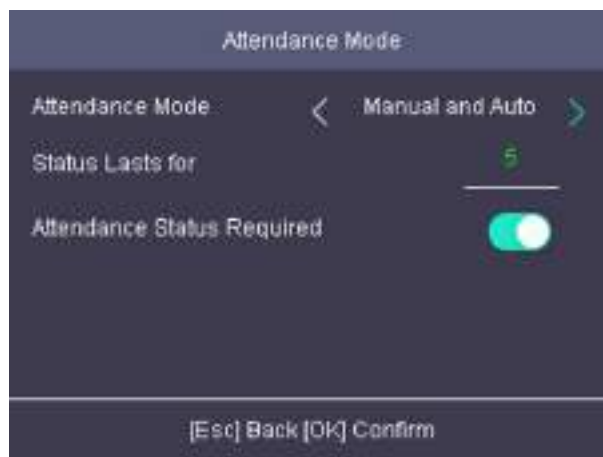 Attendance Mode
Attendance Mode < Manual and Auto >
Status Lasts for 5
Attendance Status Required
[Esc] Back [OK] Confirm